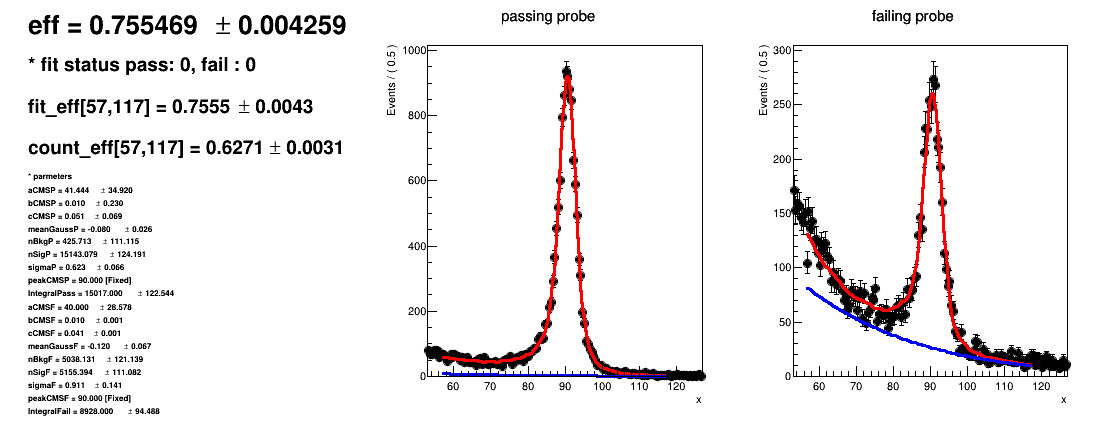 eff = 0.755469 ± 0.004259
* fit status pass: 0, fail : 0
fit_eff[57,117] = 0.7555 ± 0.0043
count_eff[57,117] = 0.6271 ± 0.0031
* parmeters
aCMSP = 41.444 ± 34.920
bCMSP = 0.010 ± 0.230
cCMSP = 0.051 ± 0.069
meanGaussP = -0.080 ± 0.026
nBkgP = 425.713 ± 111.115
nSigP = 15143.079 ± 124.191
sigmaP = 0.623 ± 0.066
peakCMSP = 90.000 [Fixed]
IntegralPass = 15017.000 ± 122.544
aCMSF = 40.000 ± 28.578
bCMSF = 0.010 ± 0.001
cCMSF = 0.041 ± 0.001
meanGaussF = -0.120 ± 0.067
nBkgF = 5038.131 ± 121.139
nSigF = 5155.394 ± 111.082
sigmaF = 0.911 ± 0.141
peakCMSF = 90.000 [Fixed]
IntegralFail = 8928.000 ± 94.488
passing probe
Events / ( 0.5 )
1000
800
600
400
200
0
60 70 80 90 100 110 120
x
failing probe
Events / ( 0.5 )
300
250
200
150
100
50
0
60 70 80 90 100 110 120
x